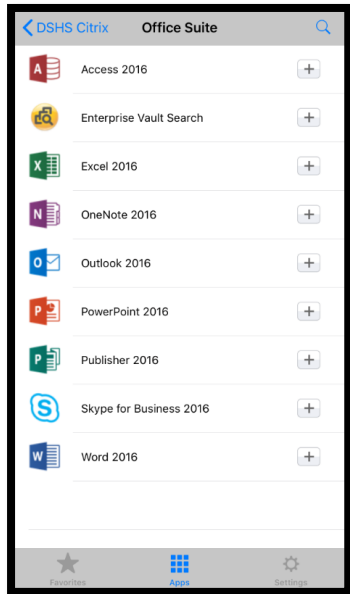 DSHS Citrix Office Suite
A Access 2016
Enterprise Vault Search
X Excel 2016
N OneNote 2016
O Outlook 2016
P PowerPoint 2016
P Publisher 2016
S Skype for Business 2016
W Word 2016
Favorites Apps Settings